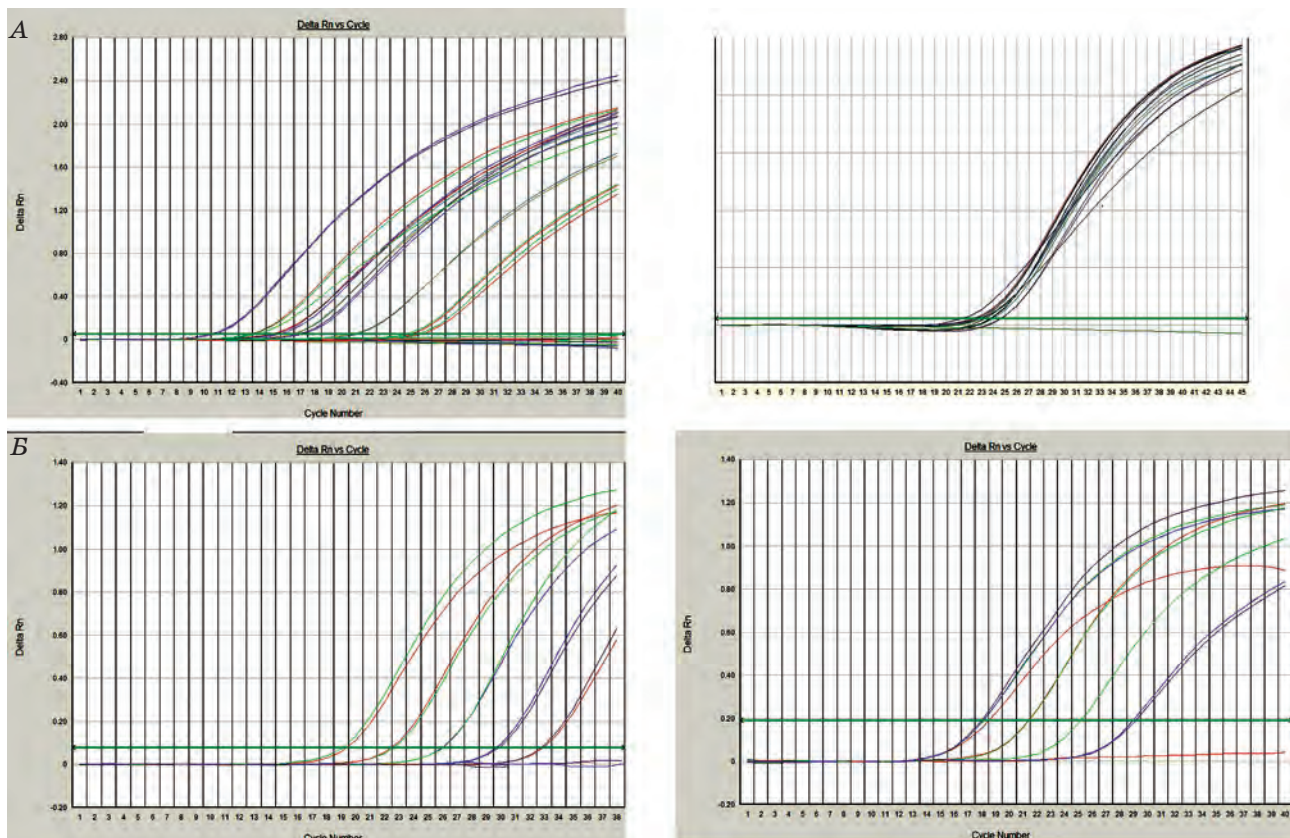 А
Delta Rn vs Cycle
2.80
2.40
2.00
1.60
1.20
0.80
0.40
0
-0.40
Delta Rn
1 2 3 4 5 6 7 8 9 10 11 12 13 14 15 16 17 18 19 20 21 22 23 24 25 26 27 28 29 30 31 32 33 34 35 36 37 38 39 40
Cycle Number
1 2 3 4 5 6 7 8 9 10 11 12 13 14 15 16 17 18 19 20 21 22 23 24 25 26 27 28 29 30 31 32 33 34 35 36 37 38 39 40 41 42 43 44 45
Б
Delta Rn vs Cycle
1.40
1.20
1.00
0.80
0.60
0.40
0.20
0
-0.20
Delta Rn
1 2 3 4 5 6 7 8 9 10 11 12 13 14 15 16 17 18 19 20 21 22 23 24 25 26 27 28 29 30 31 32 33 34 35 36 37 38
Cycle Number
Delta Rn vs Cycle
1.40
1.20
1.00
0.80
0.60
0.40
0.20
0
-0.20
Delta Rn
1 2 3 4 5 6 7 8 9 10 11 12 13 14 15 16 17 18 19 20 21 22 23 24 25 26 27 28 29 30 31 32 33 34 35 36 37 38 39 40
Cycle Number